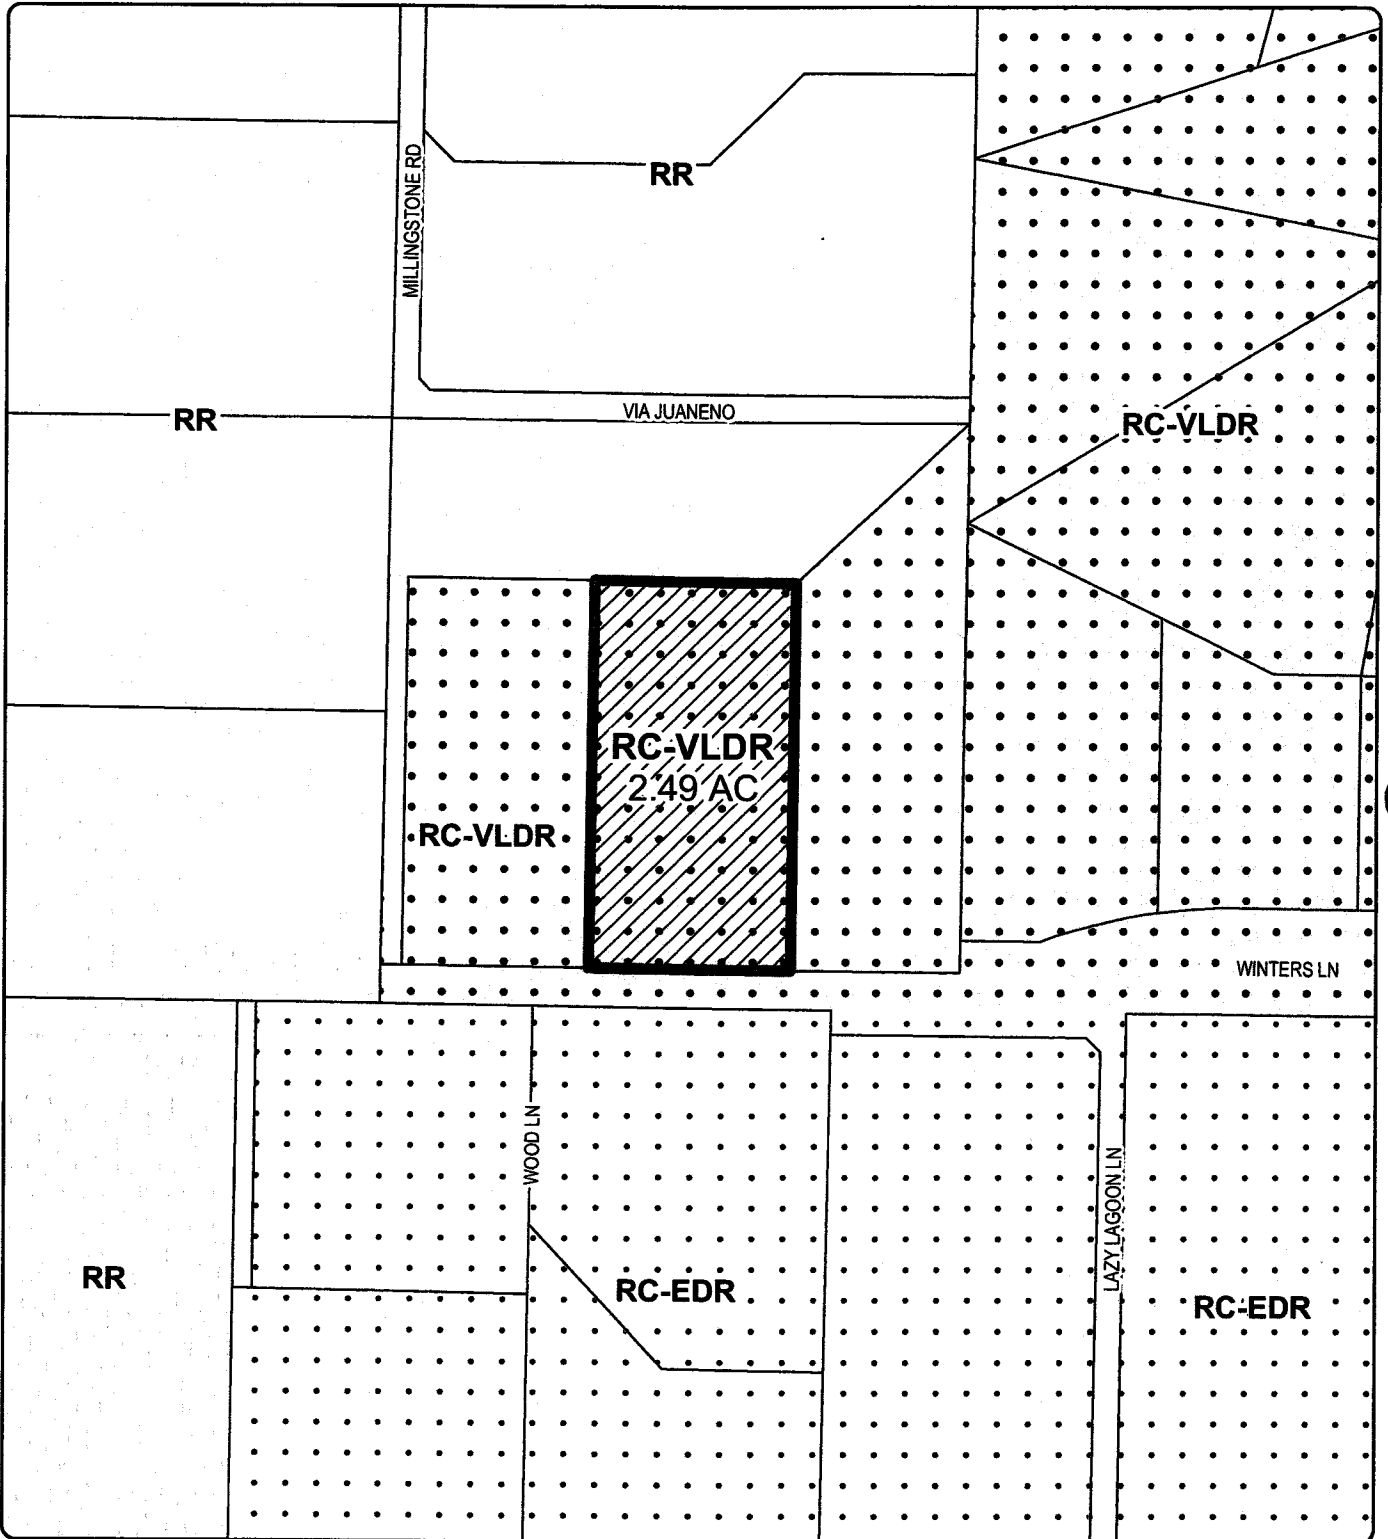 MILLINGSTONE RD
RR
RR
VIA JUANENO
RC-VLDR
RC-VLDR
2.49 AC
RC-VLDR
WINTERS LN
WOOD LN
LAZY LAGOON LN
RR
RC-EDR
RC-EDR